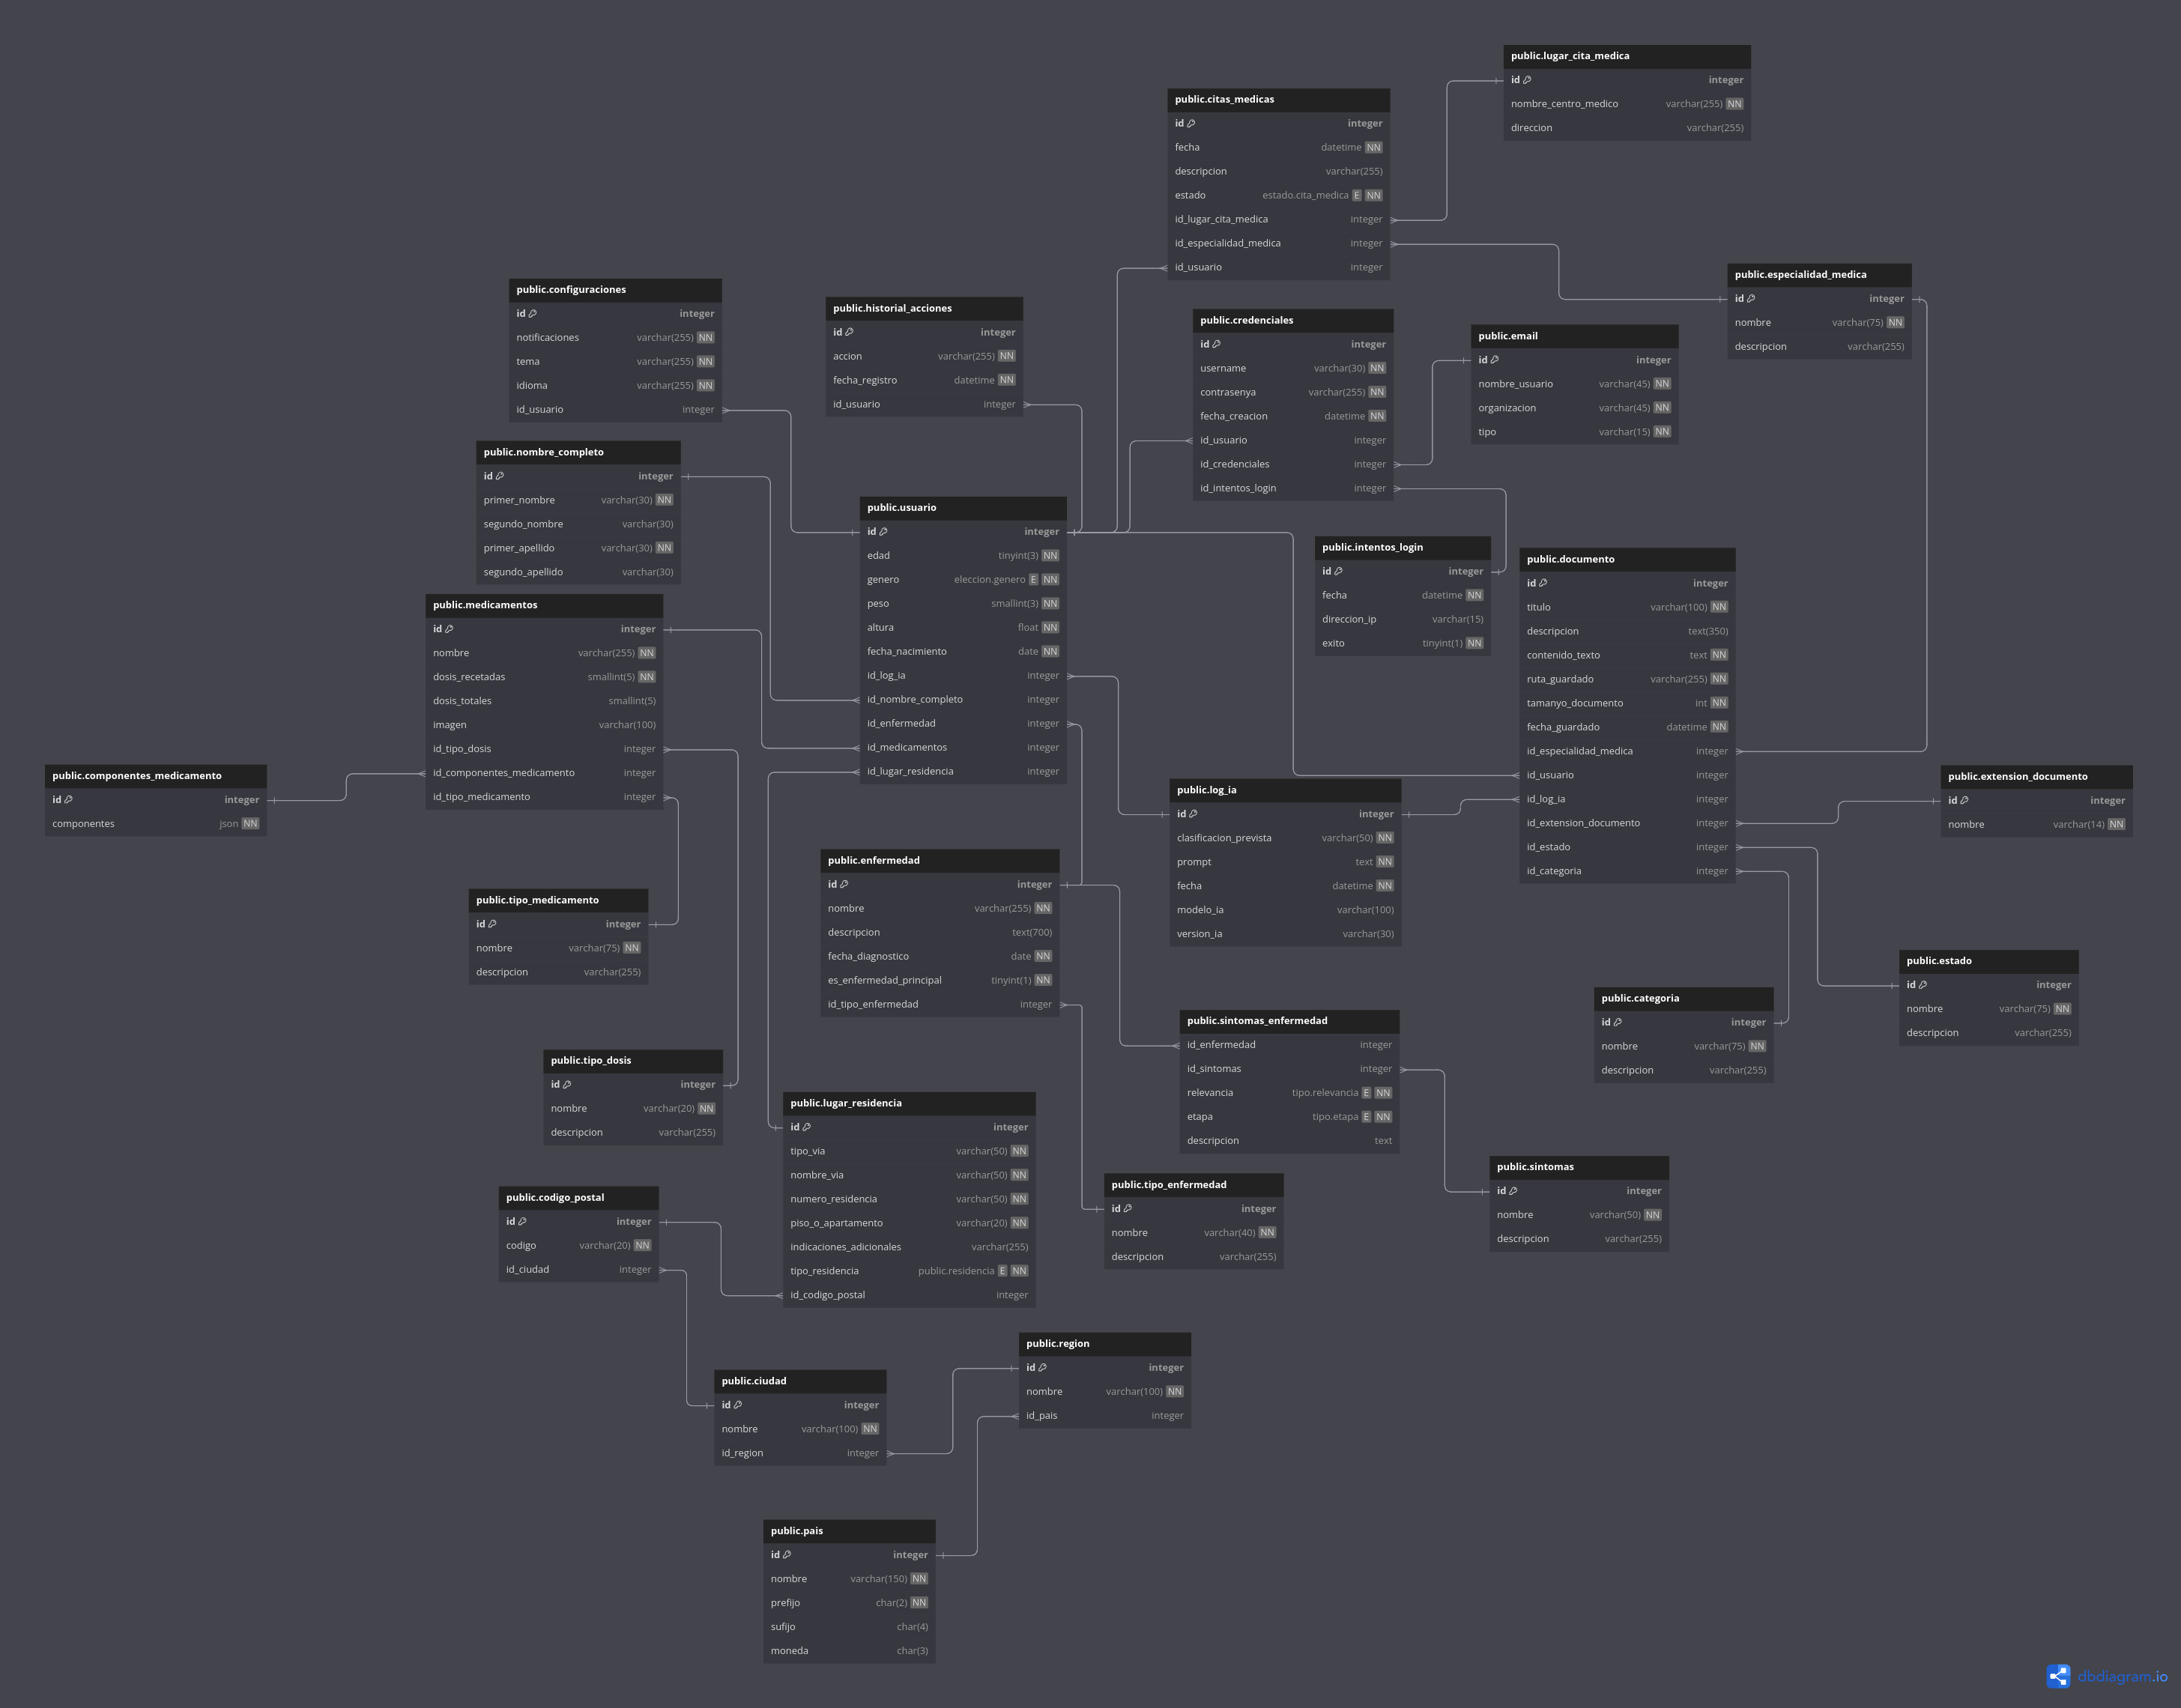 public.lugar_cita_medica
id integer
nombre_centro_medico varchar(255) NN
direccion varchar(255)
public.citas_medicas
id integer
fecha datetime NN
descripcion varchar(255)
estado estado.cita_medica E NN
id_lugar_cita_medica integer
id_especialidad_medica integer
id_usuario integer
public.especialidad_medica
id integer
nombre varchar(75) NN
descripcion varchar(255)
public.configuraciones
id integer
notificaciones varchar(255) NN
tema varchar(255) NN
idioma varchar(255) NN
id_usuario integer
public.historial_acciones
id integer
accion varchar(255) NN
fecha_registro datetime NN
id_usuario integer
public.credenciales
id integer
username varchar(30) NN
contrasenya varchar(255) NN
fecha_creacion datetime NN
id_usuario integer
id_credenciales integer
id_intentos_login integer
public.email
id integer
nombre_usuario varchar(45) NN
organizacion varchar(45) NN
tipo varchar(15) NN
public.nombre_completo
id integer
primer_nombre varchar(30) NN
segundo_nombre varchar(30)
primer_apellido varchar(30) NN
segundo_apellido varchar(30)
public.usuario
id integer
edad tinyint(3) NN
genero eleccion.genero E NN
peso smallint(3) NN
altura float NN
fecha_nacimiento date NN
id_log_ia integer
id_nombre_completo integer
id_enfermedad integer
id_medicamentos integer
id_lugar_residencia integer
public.intentos_login
id integer
fecha datetime NN
direccion_ip varchar(15)
exito tinyint(1) NN
public.documento
id integer
titulo varchar(100) NN
descripcion text(350)
contenido_texto text NN
ruta_guardado varchar(255) NN
tamanyo_documento int NN
fecha_guardado datetime NN
id_especialidad_medica integer
id_usuario integer
id_log_ia integer
id_extension_documento integer
id_estado integer
id_categoria integer
public.medicamentos
id integer
nombre varchar(255) NN
dosis_recetadas smallint(5) NN
dosis_totales smallint(5)
imagen varchar(100)
id_tipo_dosis integer
id_componentes_medicamento integer
id_tipo_medicamento integer
public.componentes_medicamento
id integer
componentes json NN
public.extension_documento
id integer
nombre varchar(14) NN
public.log_ia
id integer
clasificacion_prevista varchar(50) NN
prompt text NN
fecha datetime NN
modelo_ia varchar(100)
version_ia varchar(30)
public.enfermedad
id integer
nombre varchar(255) NN
descripcion text(700)
fecha_diagnostico date NN
es_enfermedad_principal tinyint(1) NN
id_tipo_enfermedad integer
public.tipo_medicamento
id integer
nombre varchar(75) NN
descripcion varchar(255)
public.estado
id integer
nombre varchar(75) NN
descripcion varchar(255)
public.categoria
id integer
nombre varchar(75) NN
descripcion varchar(255)
public.sintomas_enfermedad
id_enfermedad integer
id_sintomas integer
relevancia tipo.relevancia E NN
etapa tipo.etapa E NN
descripcion text
public.tipo_dosis
id integer
nombre varchar(20) NN
descripcion varchar(255)
public.lugar_residencia
id integer
tipo_via varchar(50) NN
nombre_via varchar(50) NN
numero_residencia varchar(50) NN
piso_o_apartamento varchar(20) NN
indicaciones_adicionales varchar(255)
tipo_residencia public.residencia E NN
id_codigo_postal integer
public.sintomas
id integer
nombre varchar(50) NN
descripcion varchar(255)
public.tipo_enfermedad
id integer
nombre varchar(40) NN
descripcion varchar(255)
public.codigo_postal
id integer
codigo varchar(20) NN
id_ciudad integer
public.region
id integer
nombre varchar(100) NN
id_pais integer
public.ciudad
id integer
nombre varchar(100) NN
id_region integer
public.pais
id integer
nombre varchar(150) NN
prefijo char(2) NN
sufijo char(4)
moneda char(3)
dbdiagram.io